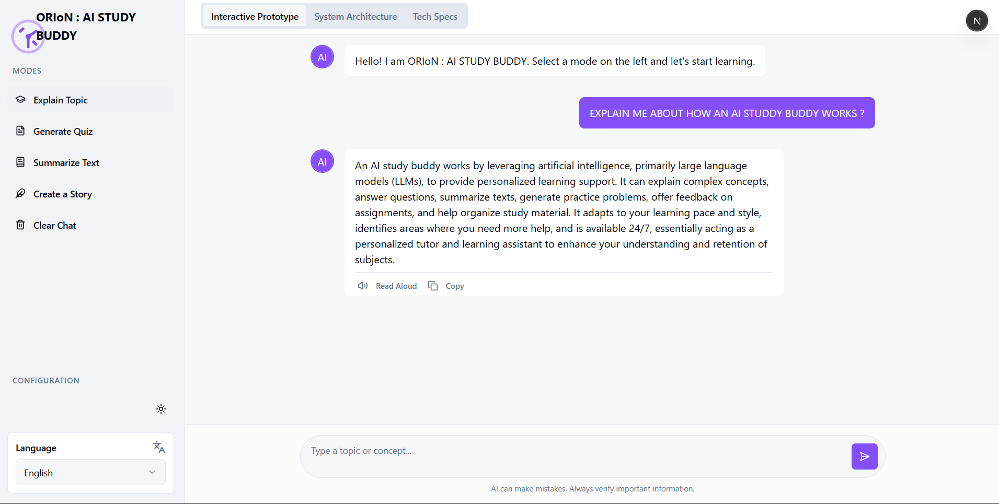 ORIoN : AI STUDY
BUDDY
MODES
Explain Topic
Generate Quiz
Summarize Text
Create a Story
Clear Chat
CONFIGURATION
Language
English
Interactive Prototype
System Architecture
Tech Specs
N
AI
Hello! I am ORIoN : AI STUDY BUDDY. Select a mode on the left and let's start learning.
EXPLAIN ME ABOUT HOW AN AI STUDDY BUDDY WORKS ?
AI
An AI study buddy works by leveraging artificial intelligence, primarily large language
models (LLMs), to provide personalized learning support. It can explain complex concepts,
answer questions, summarize texts, generate practice problems, offer feedback on
assignments, and help organize study material. It adapts to your learning pace and style,
identifies areas where you need more help, and is available 24/7, essentially acting as a
personalized tutor and learning assistant to enhance your understanding and retention of
subjects.
Read Aloud
Copy
Type a topic or concept...
AI can make mistakes. Always verify important information.